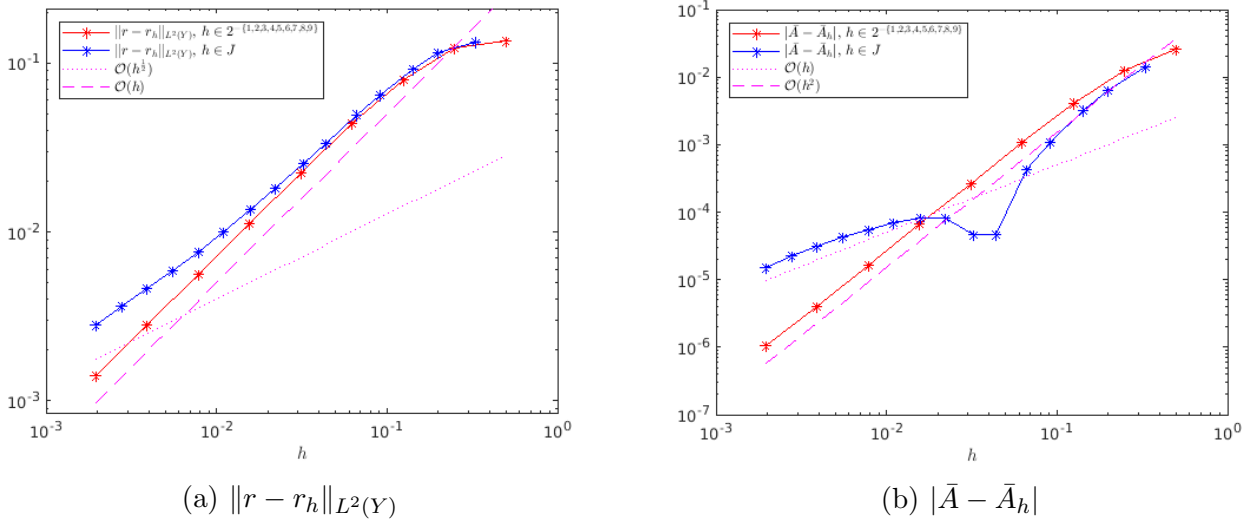 10^{-1}
10^{-2}
10^{-3}
‖r − r_h‖_{L²(Y)}, h ∈ 2^{−{1,2,3,4,5,6,7,8,9}}
‖r − r_h‖_{L²(Y)}, h ∈ J
𝒪(h^{1/2})
𝒪(h)
10^{-3} 10^{-2} 10^{-1} 10^{0}
h
(a) ‖r − r_h‖_{L²(Y)}
10^{-1}
10^{-2}
10^{-3}
10^{-4}
10^{-5}
10^{-6}
10^{-7}
|Ā − Ā_h|, h ∈ 2^{−{1,2,3,4,5,6,7,8,9}}
|Ā − Ā_h|, h ∈ J
𝒪(h)
𝒪(h²)
10^{-3} 10^{-2} 10^{-1} 10^{0}
h
(b) |Ā − Ā_h|